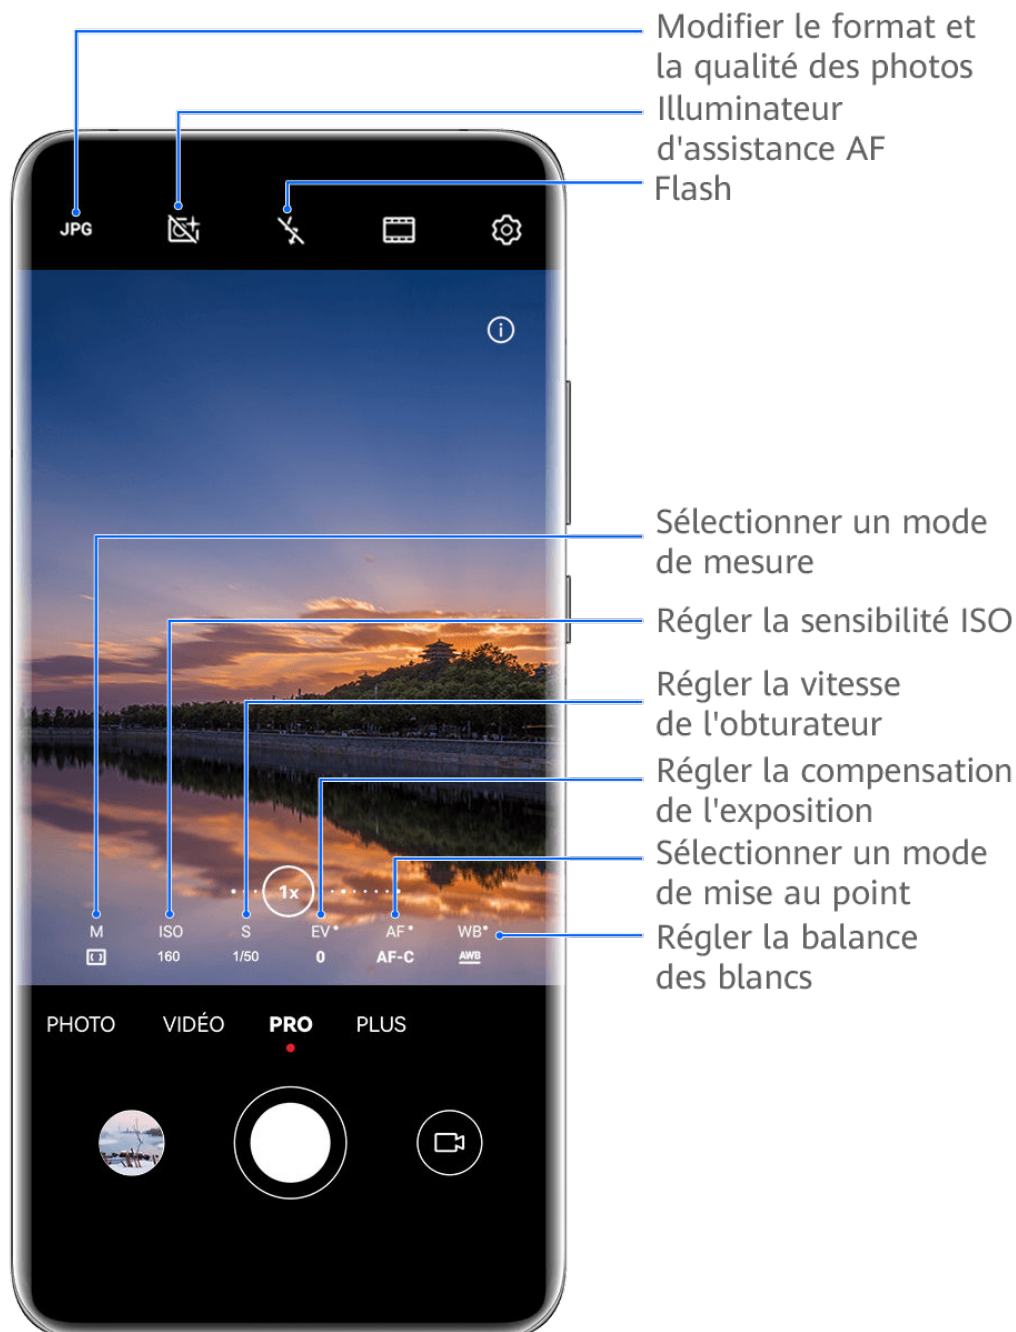 Modifier le format et
la qualité des photos
Illuminateur
d'assistance AF
Flash
JPG
Sélectionner un mode
de mesure
Régler la sensibilité ISO
Régler la vitesse
de l'obturateur
Régler la compensation
de l'exposition
Sélectionner un mode
de mise au point
Régler la balance
des blancs
1x
M ISO S EV AF WB
160 1/50 0 AF-C AWB
PHOTO VIDÉO PRO PLUS